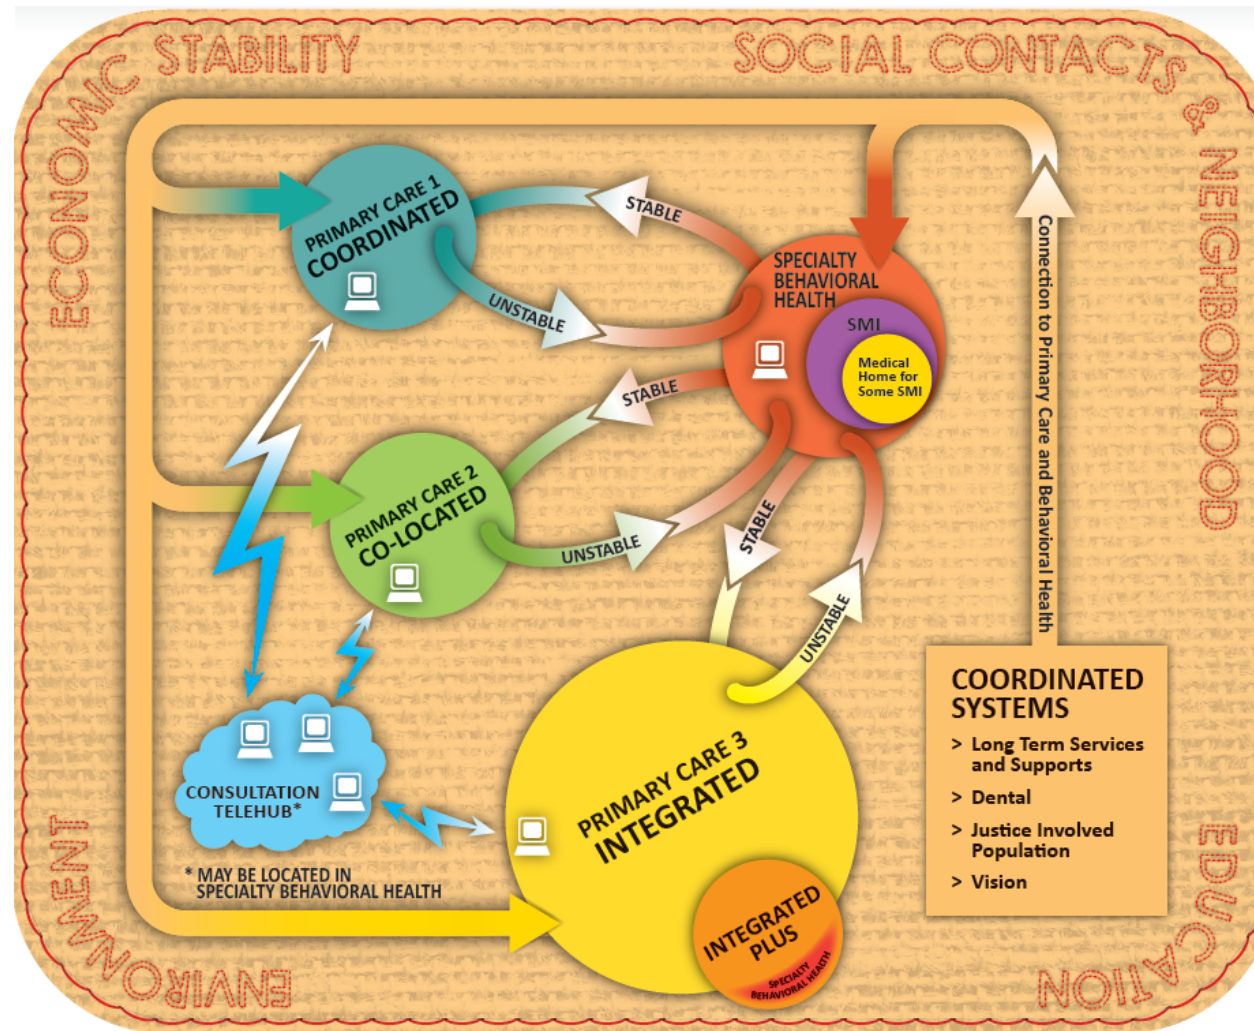 ECONOMIC STABILITY
SOCIAL CONTACTS & NEIGHBORHOOD
PRIMARY CARE 1
COORDINATED
STABLE
UNSTABLE
SPECIALTY
BEHAVIORAL
HEALTH
SMI
Medical
Home for
Some SMI
Connection to Primary Care and Behavioral Health
STABLE
PRIMARY CARE 2
CO-LOCATED
UNSTABLE
STABLE
UNSTABLE
CONSULTATION
TELEHUB*
* MAY BE LOCATED IN
SPECIALTY BEHAVIORAL HEALTH
PRIMARY CARE 3
INTEGRATED
INTEGRATED
PLUS
SPECIALTY
BEHAVIORAL HEALTH
COORDINATED
SYSTEMS
> Long Term Services
and Supports
> Dental
> Justice Involved
Population
> Vision
ENVIRONMENT
EDUCATION